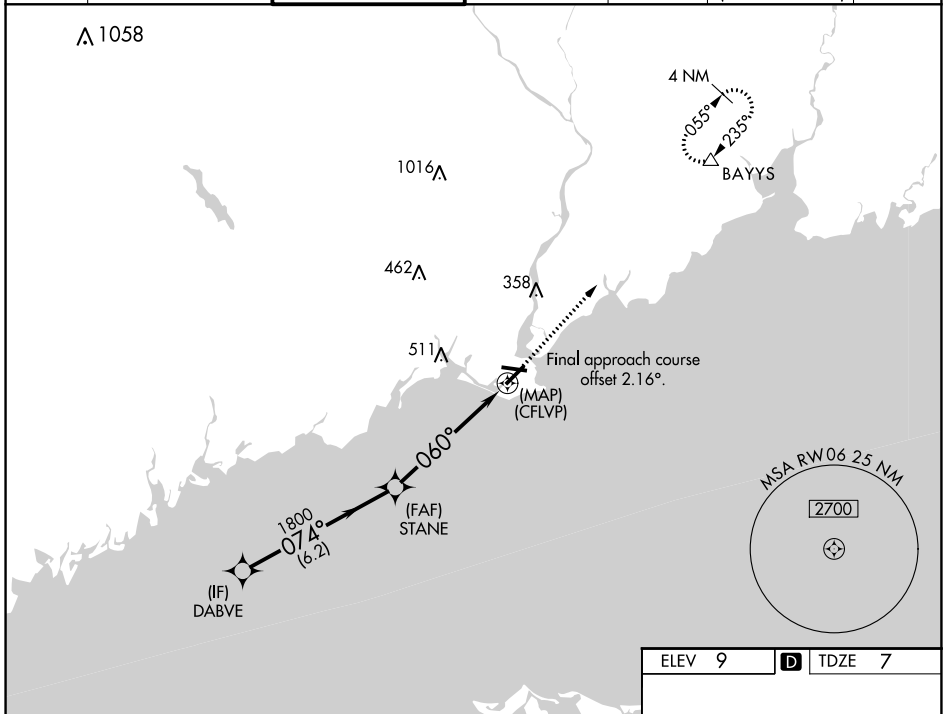 1058
4 NM
055°
235°
BAYYS
1016
462
358
511
Final approach course
offset 2.16°.
(MAP)
(CFLVP)
060°
MSA RW06 25 NM
2700
(FAF)
STANE
1800
074°
(6.2)
(IF)
DABVE
ELEV 9 D TDZE 7